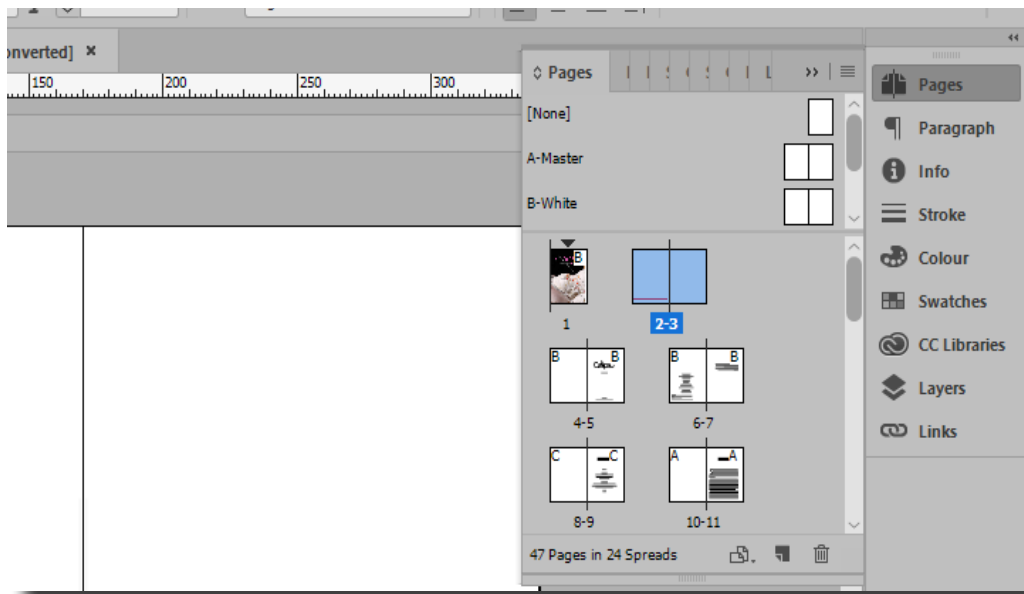 onverted] ×
150 200 250 300
Pages
L
[None]
A-Master
B-White
B
1
2-3
B B
4-5
B B
6-7
C C
8-9
A A
10-11
47 Pages in 24 Spreads
Pages
Paragraph
Info
Stroke
Colour
Swatches
CC Libraries
Layers
Links